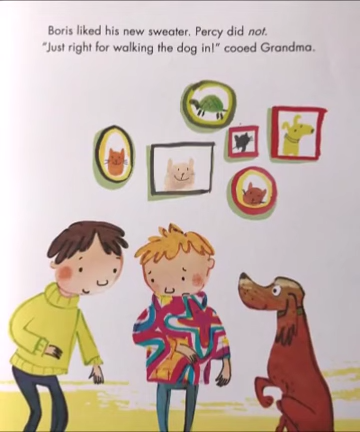 Boris liked his new sweater. Percy did not.
"Just right for walking the dog in!" cooed Grandma.